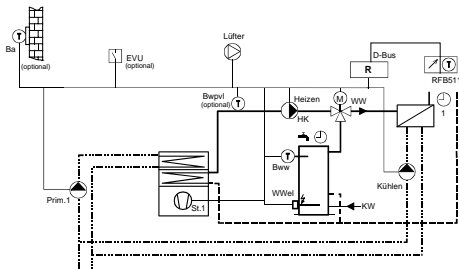 Lüfter
D-Bus
T
Ba
(optional)
EVU
(optional)
R
T
RFB51
Bwpvl
(optional)
T
Heizen
HK
M
WW
1
Bww
T
WWel
KW
Kühlen
Prim.1
St.1